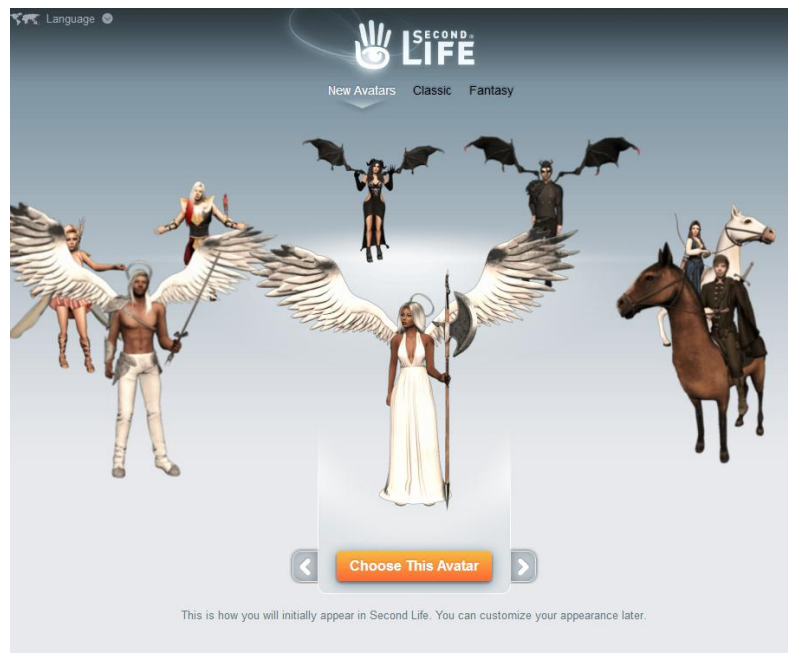 Language
SECOND®
LIFE
New Avatars Classic Fantasy
Choose This Avatar
This is how you will initially appear in Second Life. You can customize your appearance later.